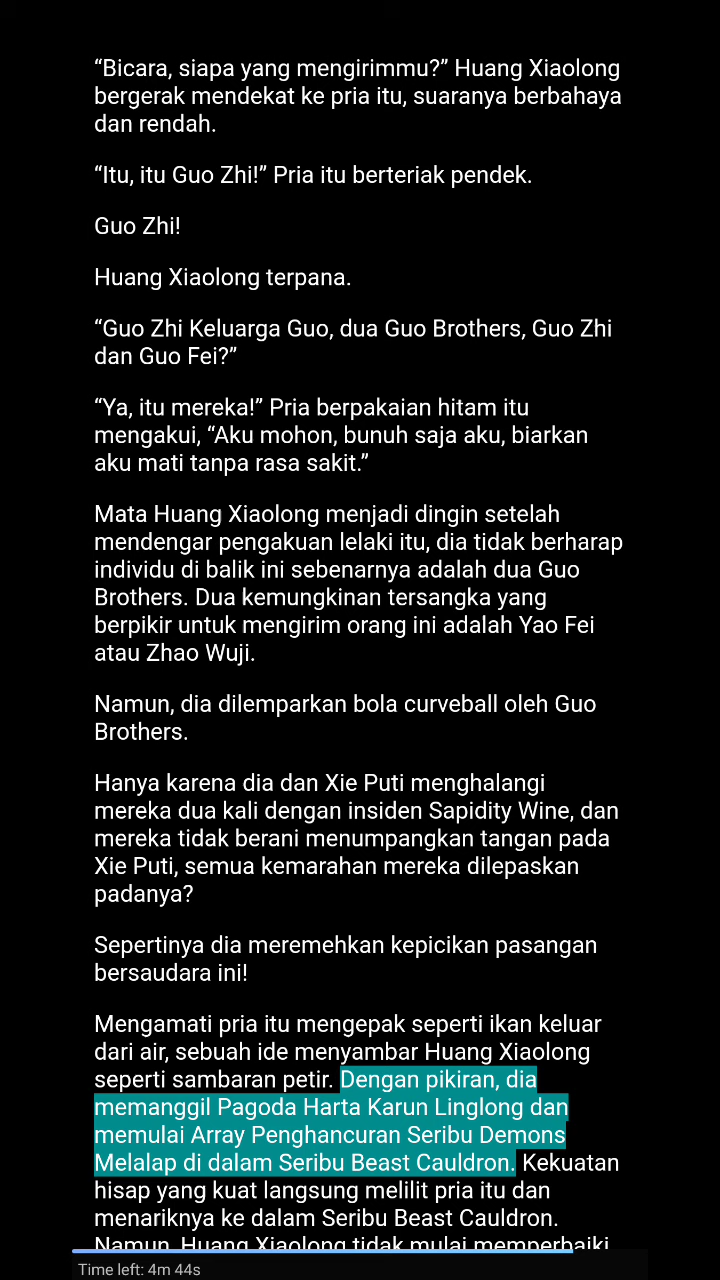 “Bicara, siapa yang mengirimmu?” Huang Xiaolong
bergerak mendekat ke pria itu, suaranya berbahaya
dan rendah.
“Itu, itu Guo Zhi!” Pria itu berteriak pendek.
Guo Zhi!
Huang Xiaolong terpana.
“Guo Zhi Keluarga Guo, dua Guo Brothers, Guo Zhi
dan Guo Fei?”
“Ya, itu mereka!” Pria berpakaian hitam itu
mengakui, “Aku mohon, bunuh saja aku, biarkan
aku mati tanpa rasa sakit.”
Mata Huang Xiaolong menjadi dingin setelah
mendengar pengakuan lelaki itu, dia tidak berharap
individu di balik ini sebenarnya adalah dua Guo
Brothers. Dua kemungkinan tersangka yang
berpikir untuk mengirim orang ini adalah Yao Fei
atau Zhao Wuji.
Namun, dia dilemparkan bola curveball oleh Guo
Brothers.
Hanya karena dia dan Xie Puti menghalangi
mereka dua kali dengan insiden Sapidity Wine, dan
mereka tidak berani menumpangkan tangan pada
Xie Puti, semua kemarahan mereka dilepaskan
padanya?
Sepertinya dia meremehkan kepicikan pasangan
bersaudara ini!
Mengamati pria itu mengepak seperti ikan keluar
dari air, sebuah ide menyambar Huang Xiaolong
seperti sambaran petir. Dengan pikiran, dia
memanggil Pagoda Harta Karun Linglong dan
memulai Array Penghancuran Seribu Demons
Melalap di dalam Seribu Beast Cauldron. Kekuatan
hisap yang kuat langsung melilit pria itu dan
menariknya ke dalam Seribu Beast Cauldron.
Namun, Huang Xiaolong tidak mulai memperbaiki
Time left: 4m 44s